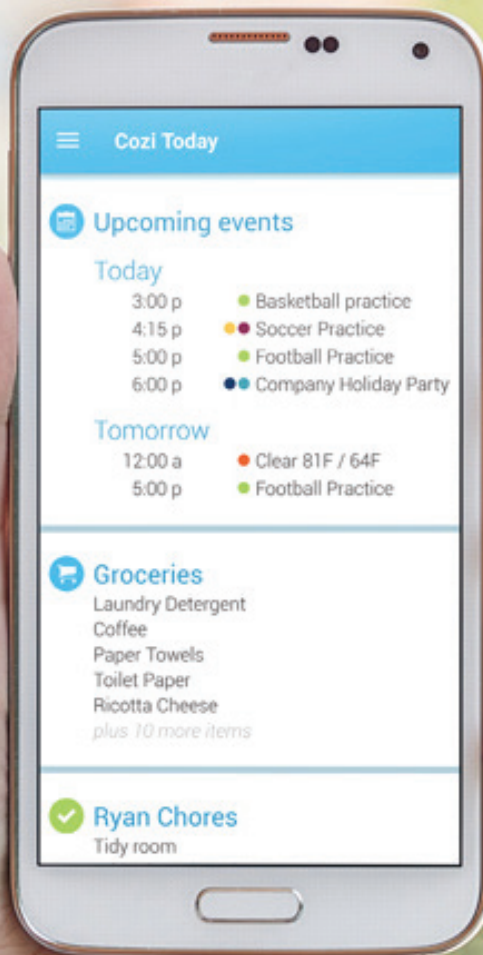 Cozi Today
Upcoming events
Today
3:00 p Basketball practice
4:15 p Soccer Practice
5:00 p Football Practice
6:00 p Company Holiday Party
Tomorrow
12:00 a Clear 81F / 64F
5:00 p Football Practice
Groceries
Laundry Detergent
Coffee
Paper Towels
Toilet Paper
Ricotta Cheese
plus 10 more items
Ryan Chores
Tidy room